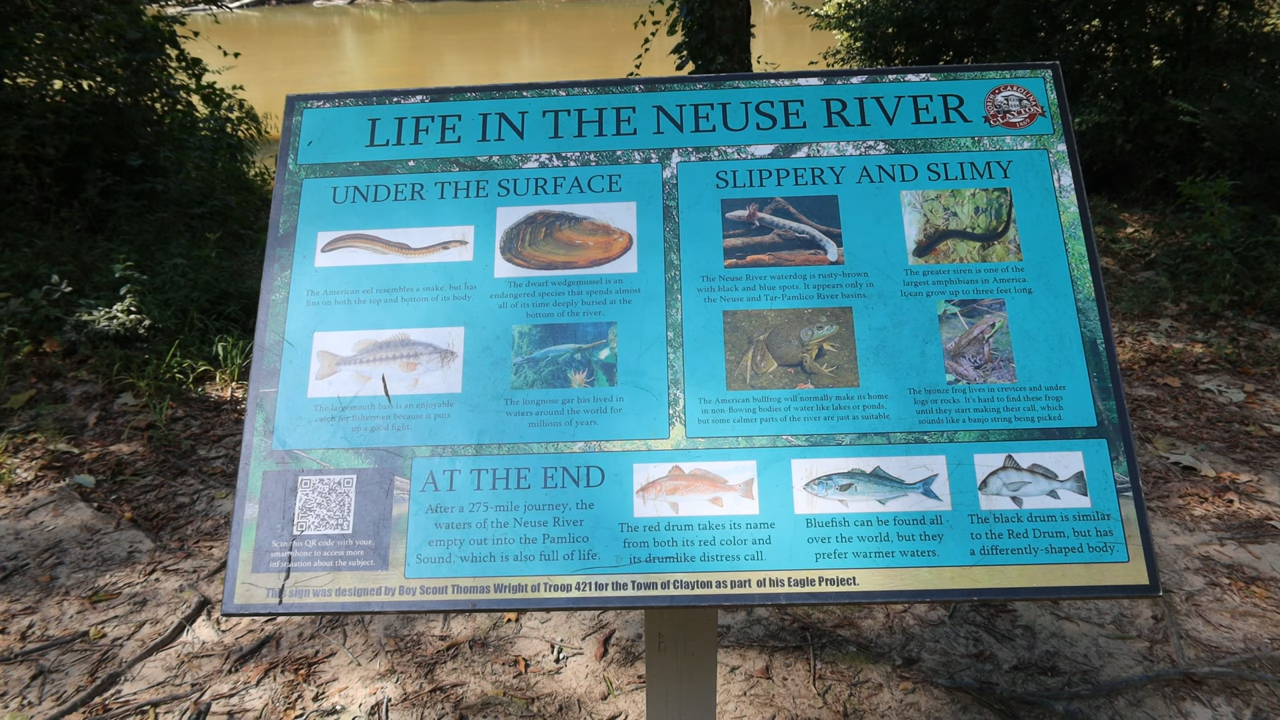 LIFE IN THE NEUSE RIVER
NORTH CAROLINA
CLAYTON
1869
UNDER THE SURFACE
The American eel resembles a snake, but has
fins on both the top and bottom of its body.
The dwarf wedgemussel is an
endangered species that spends almost
all of its time deeply buried at the
bottom of the river.
The largemouth bass is an enjoyable
catch for fishermen because it puts
up a good fight.
The longnose gar has lived in
waters around the world for
millions of years.
SLIPPERY AND SLIMY
The Neuse River waterdog is rusty-brown
with black and blue spots. It appears only in
the Neuse and Tar-Pamlico River basins.
The greater siren is one of the
largest amphibians in America.
It can grow up to three feet long.
The American bullfrog will normally make its home
in non-flowing bodies of water like lakes or ponds,
but some calmer parts of the river are just as suitable.
The bronze frog lives in crevices and under
logs or rocks. It's hard to find these frogs
until they start making their call, which
sounds like a banjo string being picked.
Scan this QR code with your
smartphone to access more
information about the subject.
AT THE END
After a 275-mile journey, the
waters of the Neuse River
empty out into the Pamlico
Sound, which is also full of life.
The red drum takes its name
from both its red color and
its drumlike distress call.
Bluefish can be found all
over the world, but they
prefer warmer waters.
The black drum is similar
to the Red Drum, but has
a differently-shaped body.
This sign was designed by Boy Scout Thomas Wright of Troop 421 for the Town of Clayton as part of his Eagle Project.